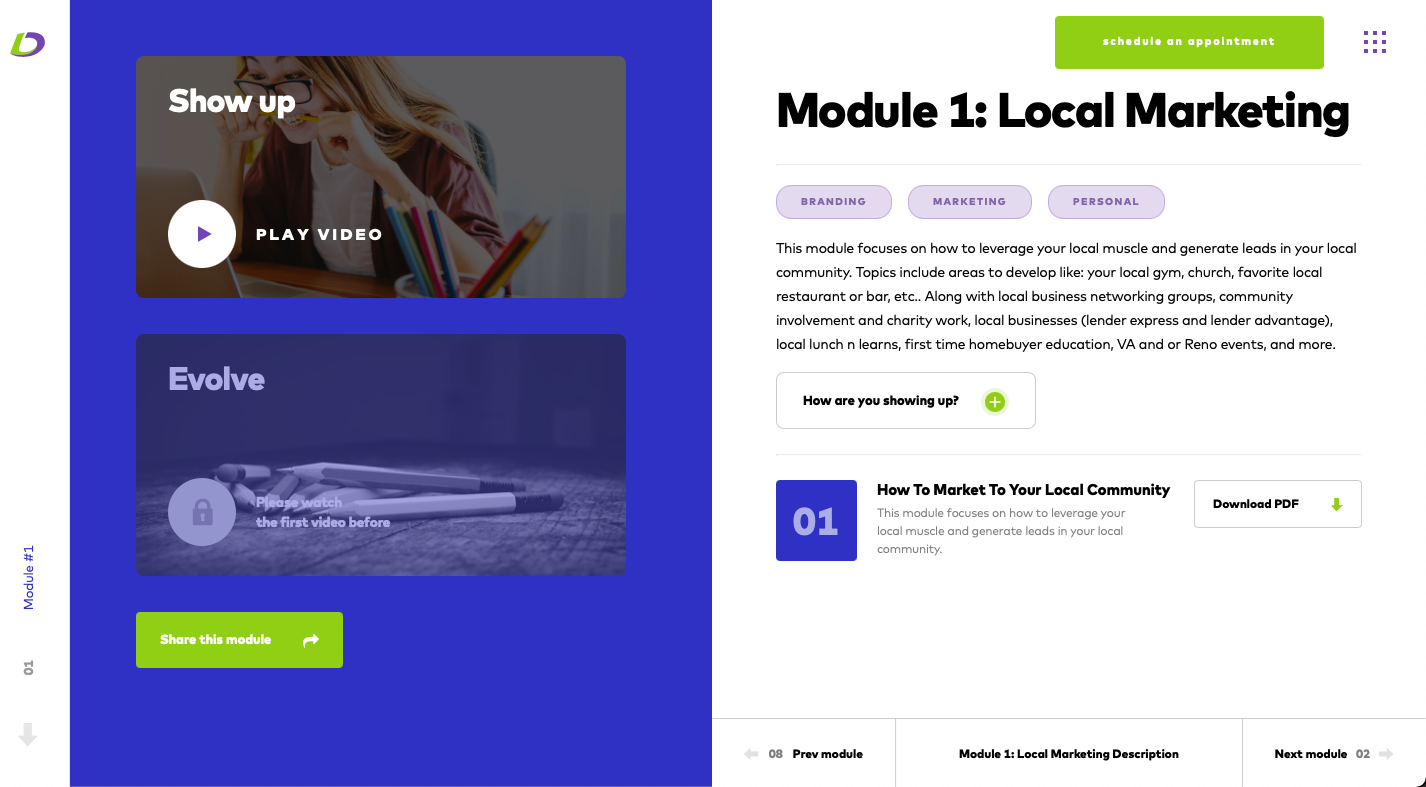 Show up
PLAY VIDEO
Evolve
Please watch
the first video before
Share this module
Module #1
01
schedule an appointment
Module 1: Local Marketing
BRANDING
MARKETING
PERSONAL
This module focuses on how to leverage your local muscle and generate leads in your local
community. Topics include areas to develop like: your local gym, church, favorite local
restaurant or bar, etc.. Along with local business networking groups, community
involvement and charity work, local businesses (lender express and lender advantage),
local lunch n learns, first time homebuyer education, VA and or Reno events, and more.
How are you showing up?
01
How To Market To Your Local Community
This module focuses on how to leverage your
local muscle and generate leads in your local
community.
Download PDF
08 Prev module
Module 1: Local Marketing Description
Next module 02